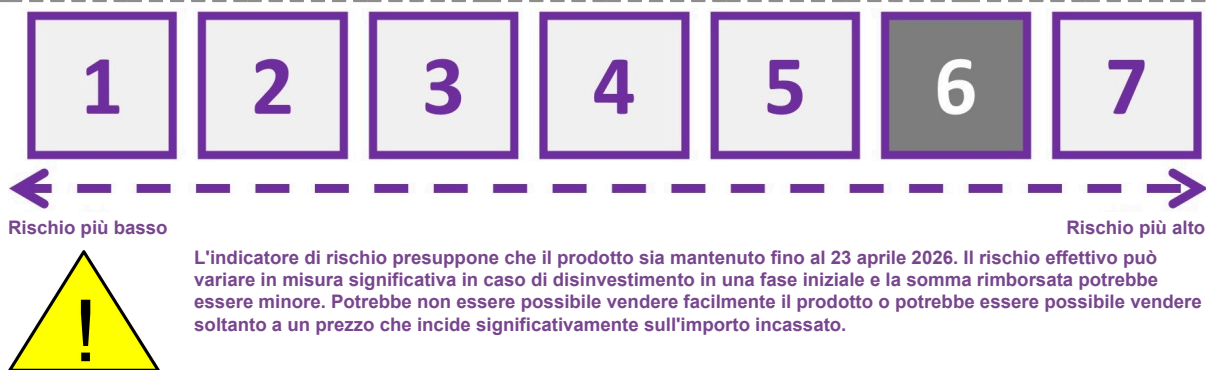 1 2 3 4 5 6 7
Rischio più basso Rischio più alto
L'indicatore di rischio presuppone che il prodotto sia mantenuto fino al 23 aprile 2026. Il rischio effettivo può
variare in misura significativa in caso di disinvestimento in una fase iniziale e la somma rimborsata potrebbe
essere minore. Potrebbe non essere possibile vendere facilmente il prodotto o potrebbe essere possibile vendere
soltanto a un prezzo che incide significativamente sull'importo incassato.
!